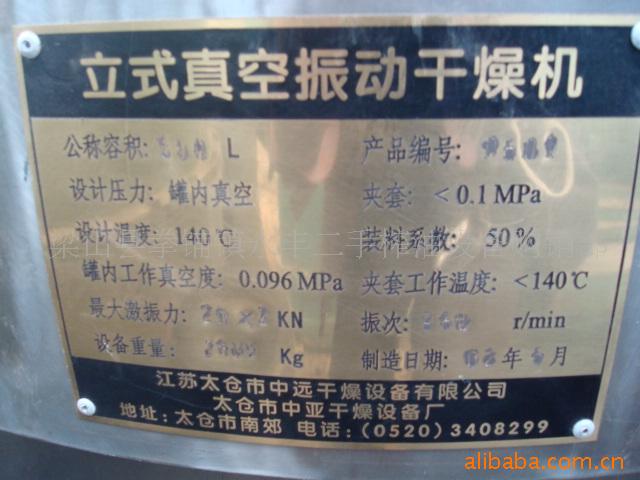 立式真空振动干燥机
公称容积: L 产品编号:
设计压力: 罐内真空 夹套: <0.1MPa
设计温度: 140℃ 装料系数: 50%
罐内工作真空度: 0.096MPa 夹套工作温度: <140℃
最大激振力: KN 振次: r/min
设备重量: Kg 制造日期: 年 月
江苏太仓市中远干燥设备有限公司
太仓市中亚干燥设备厂
地址: 太仓市南郊 电话: (0520) 3408299
alibaba.com.cn